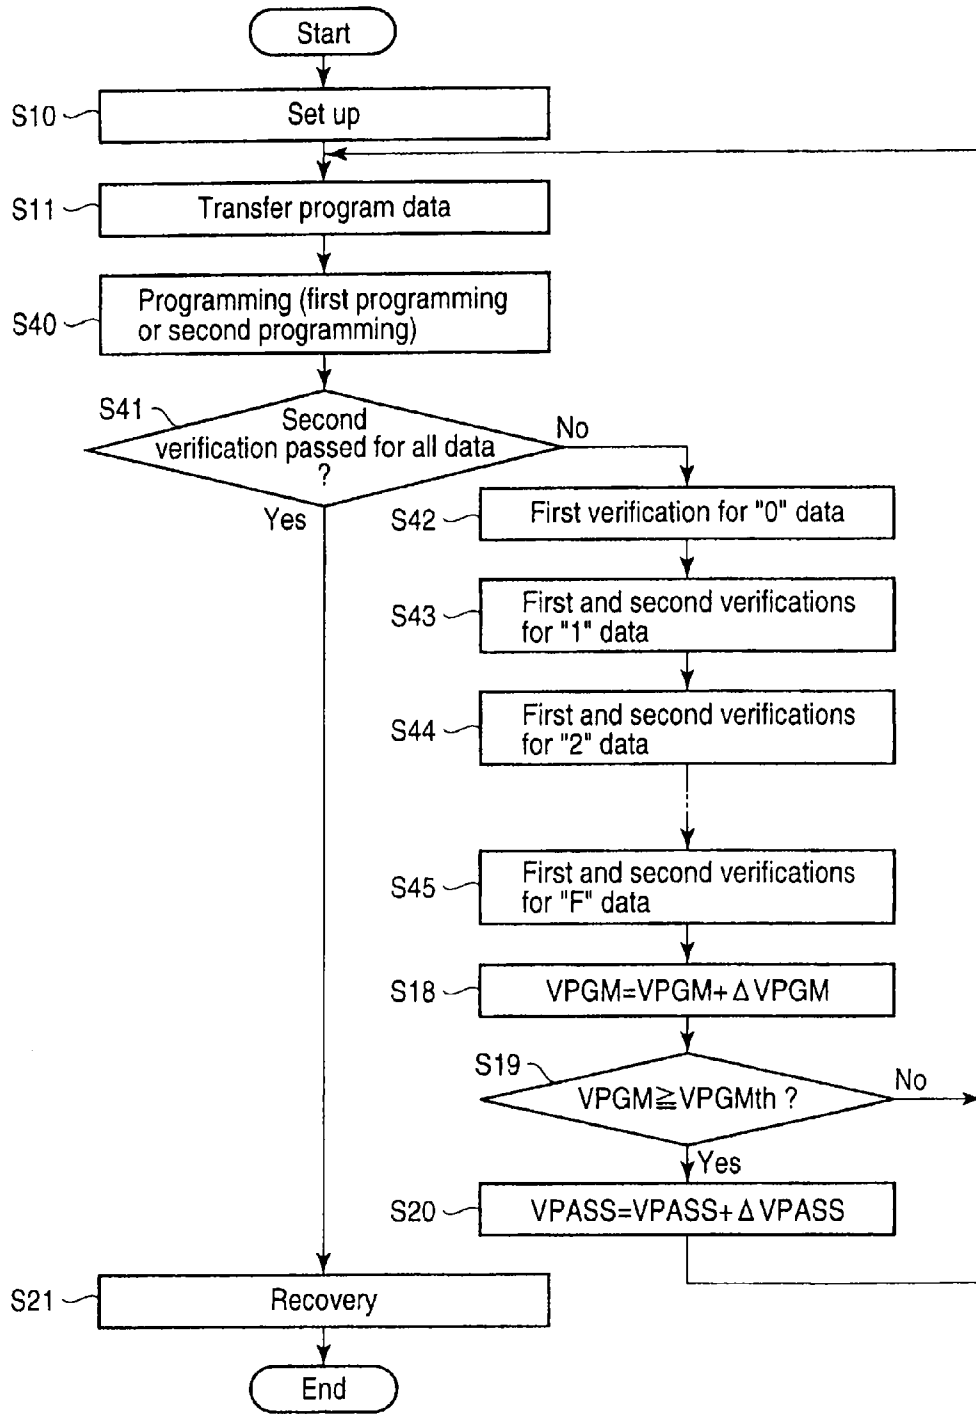 Start
S10
Set up
S11
Transfer program data
S40
Programming (first programming
or second programming)
S41
Second
verification passed for all data
?
No
Yes
S42
First verification for "0" data
S43
First and second verifications
for "1" data
S44
First and second verifications
for "2" data
S45
First and second verifications
for "F" data
S18
VPGM=VPGM+ Δ VPGM
S19
VPGM≧VPGMth ?
No
Yes
S20
VPASS=VPASS+ Δ VPASS
S21
Recovery
End